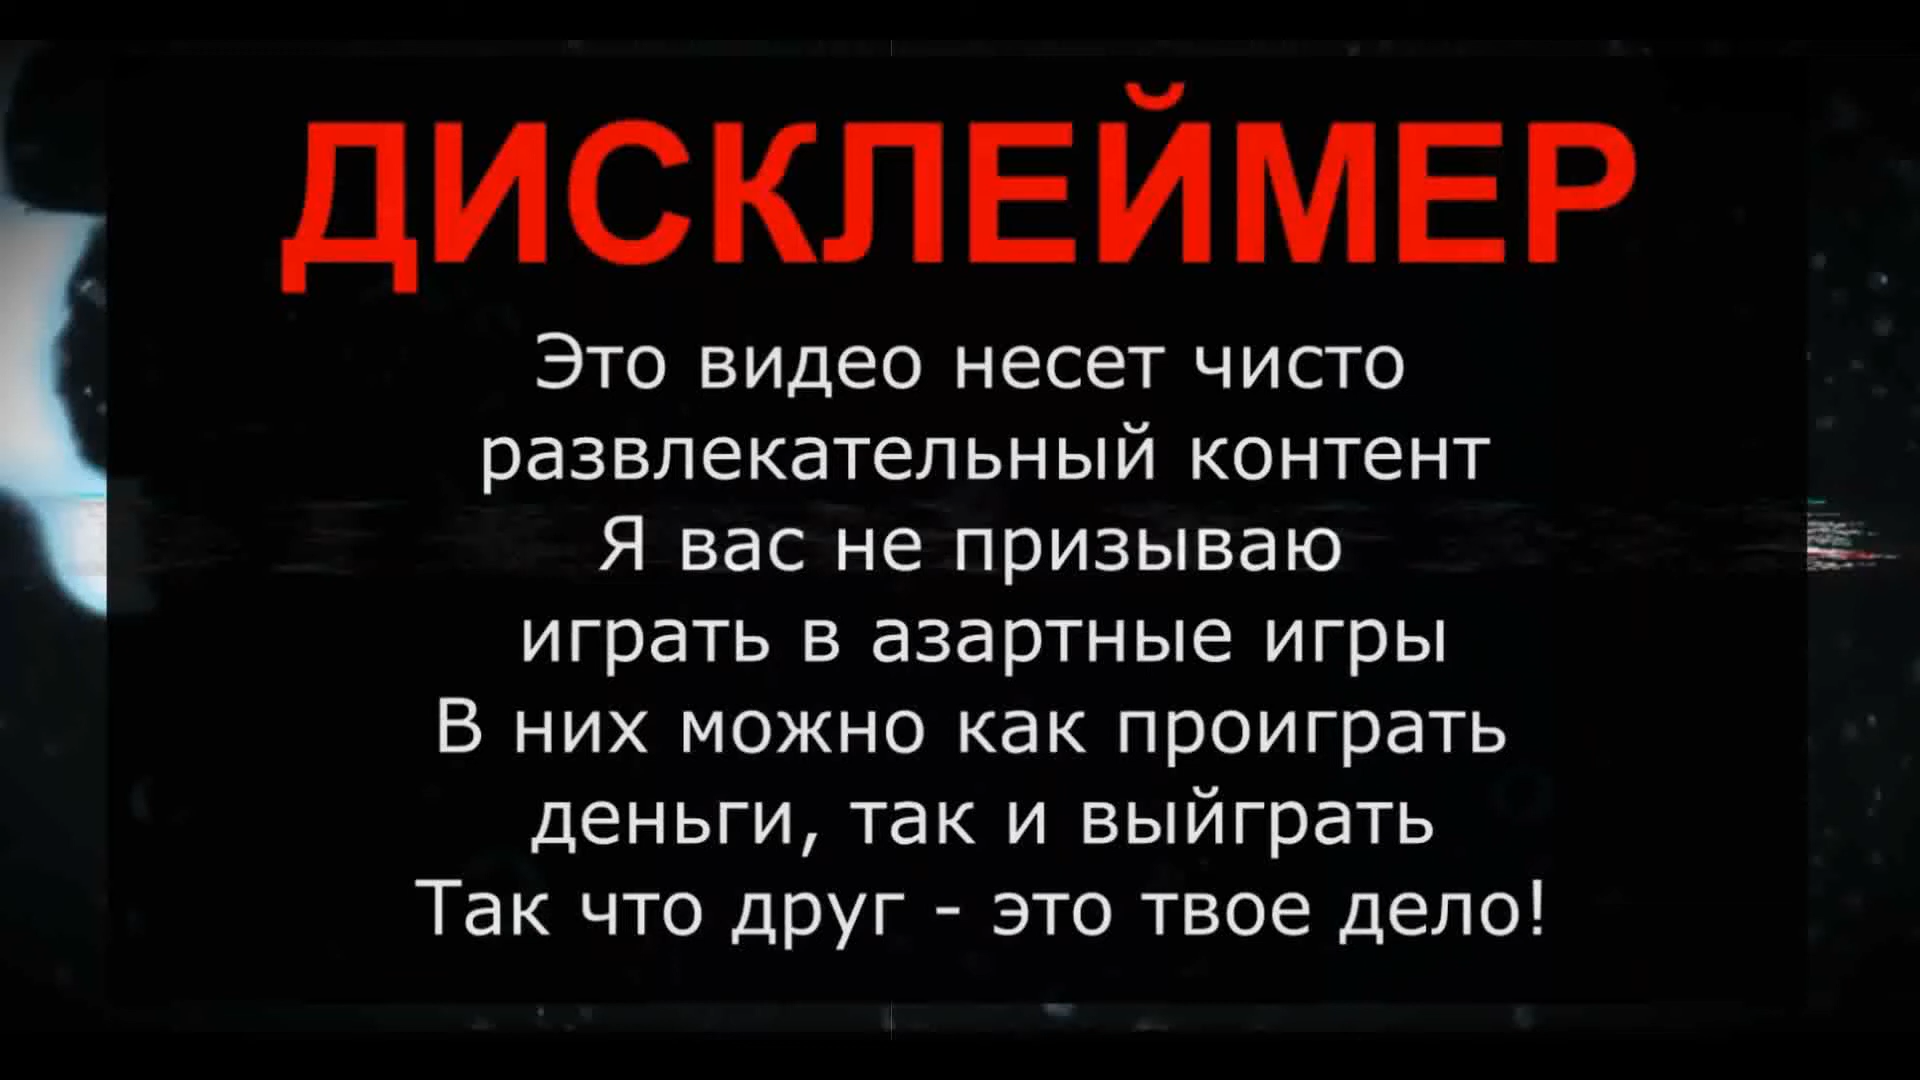 ДИСКЛЕЙМЕР
Это видео несет чисто
развлекательный контент
Я вас не призываю
играть в азартные игры
В них можно как проиграть
деньги, так и выйграть
Так что друг - это твое дело!